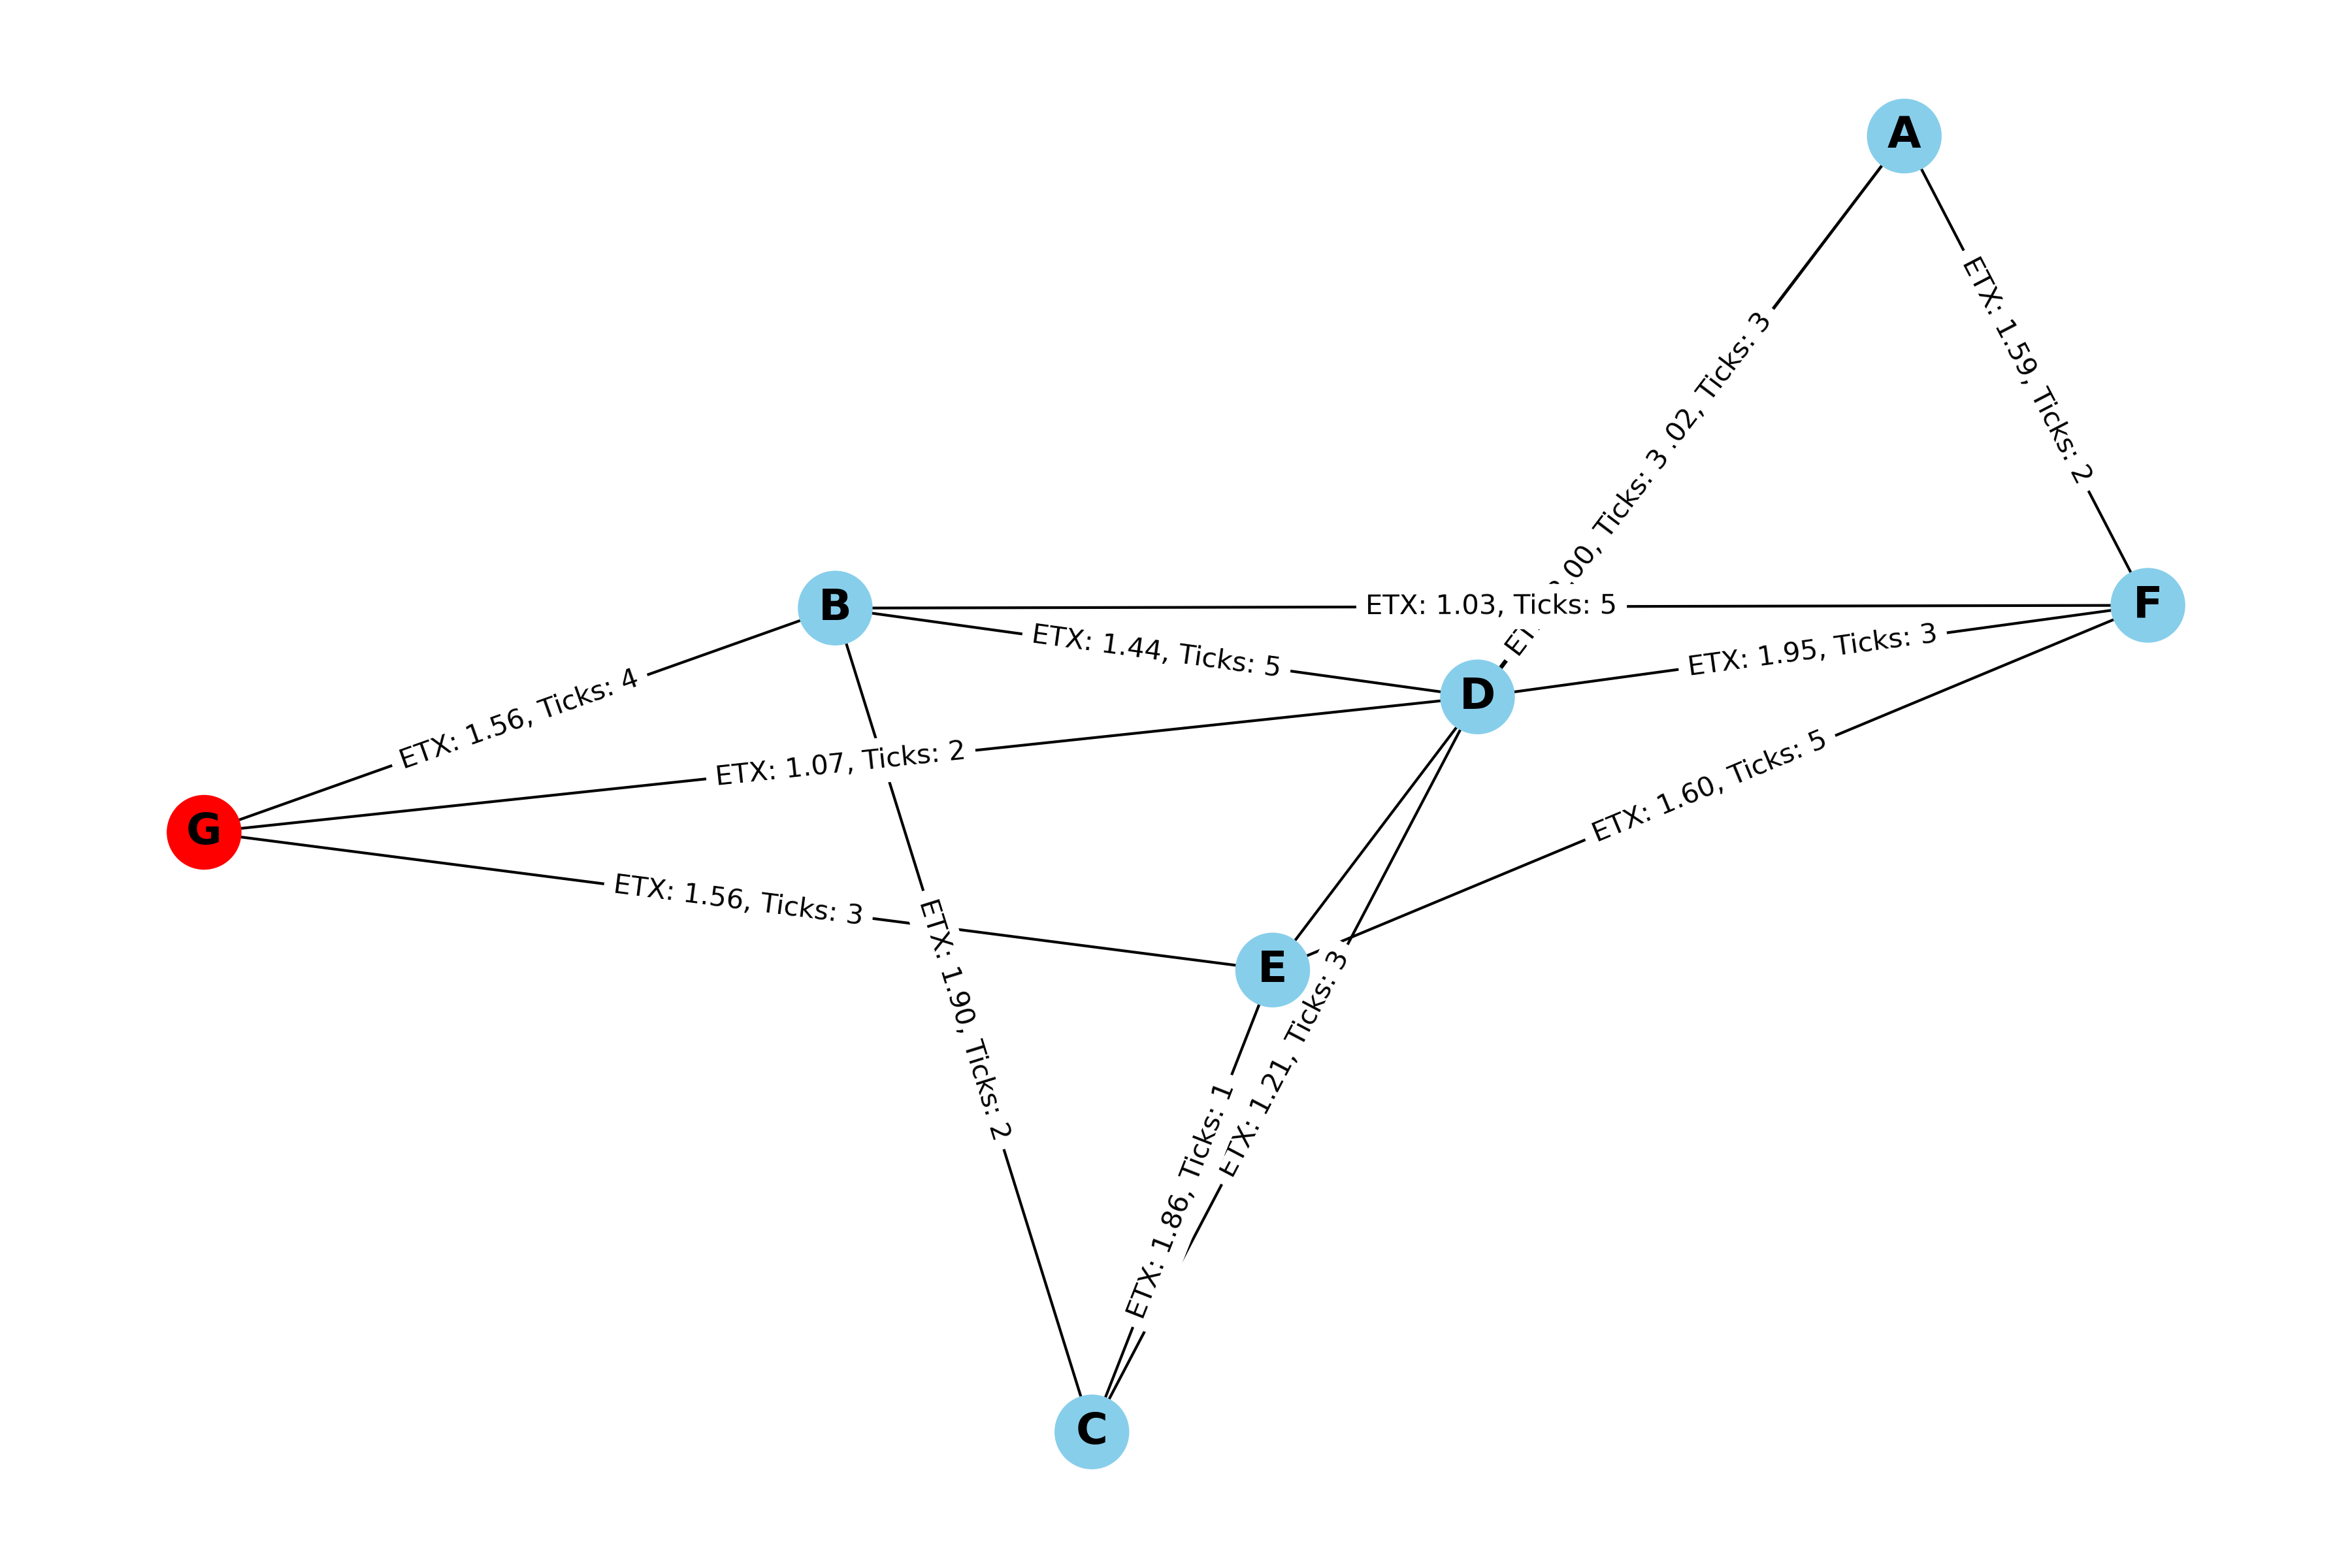 A
ETX: 1.59, Ticks: 2
.02, Ticks: 3
.00, Ticks: 3
B
ETX: 1.03, Ticks: 5
F
ETX: 1.44, Ticks: 5
ETX: 1.95, Ticks: 3
D
ETX: 1.56, Ticks: 4
ETX: 1.07, Ticks: 2
ETX: 1.60, Ticks: 5
G
ETX: 1.56, Ticks: 3
E
ETX: 1.90, Ticks: 2
ETX: 1.21, Ticks: 3
ETX: 1.86, Ticks: 1
C